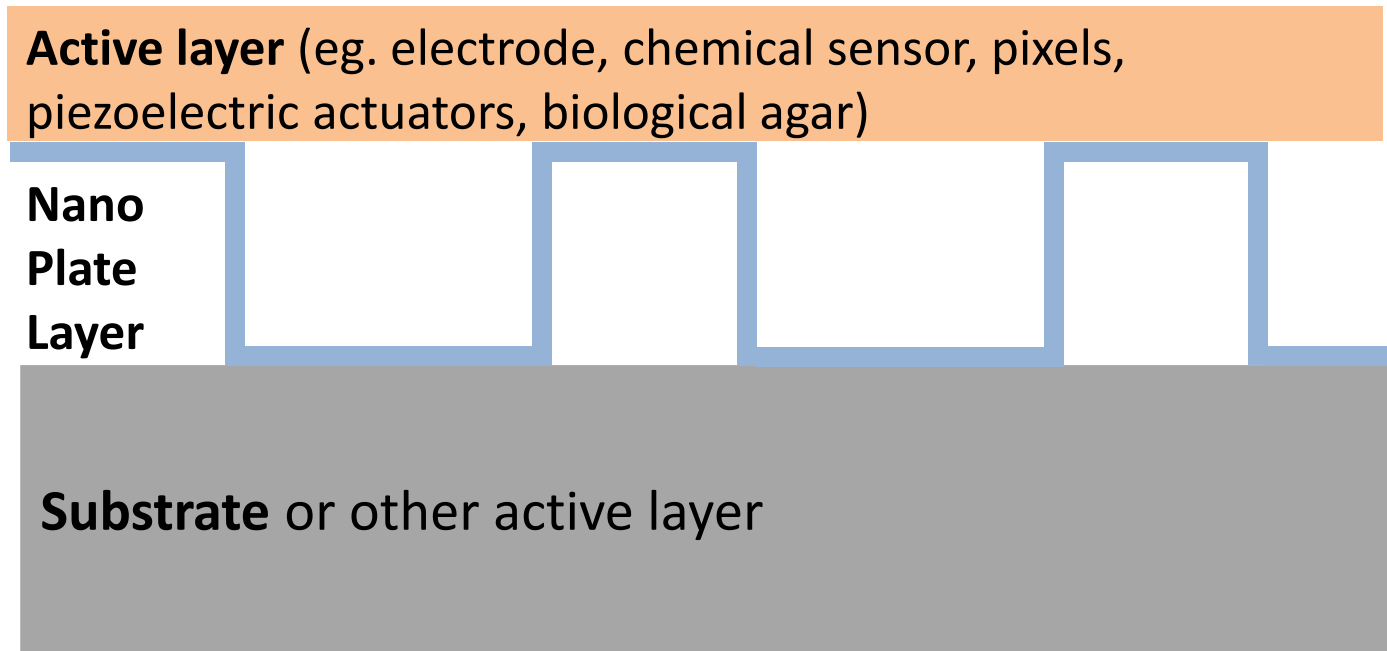 Active layer (eg. electrode, chemical sensor, pixels,
piezoelectric actuators, biological agar)
Nano
Plate
Layer
Substrate or other active layer